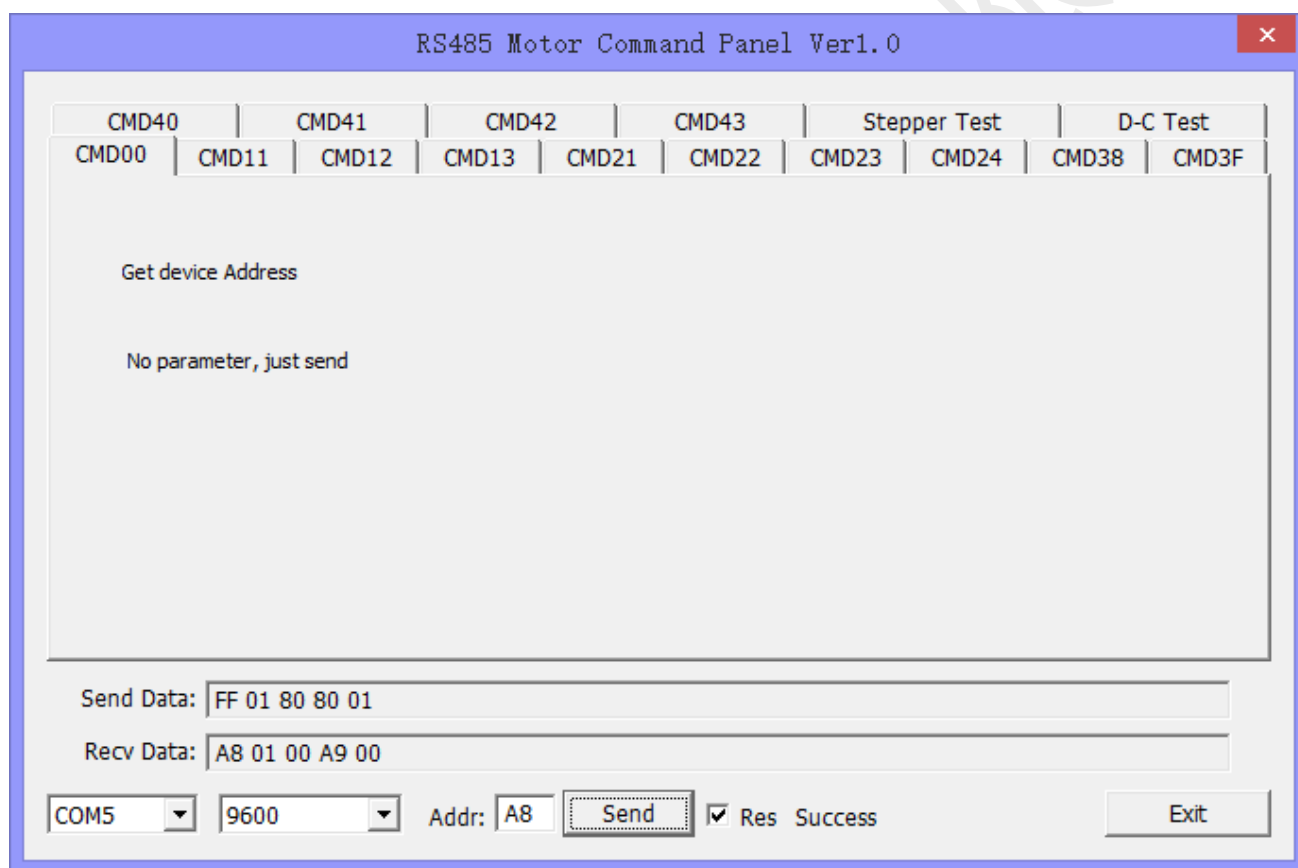 RS485 Motor Command Panel Ver1.0
CMD40 CMD41 CMD42 CMD43 Stepper Test D-C Test
CMD00 CMD11 CMD12 CMD13 CMD21 CMD22 CMD23 CMD24 CMD38 CMD3F
Get device Address
No parameter, just send
Send Data: FF 01 80 80 01
Recv Data: A8 01 00 A9 00
COM5 9600 Addr: A8 Send Res Success Exit